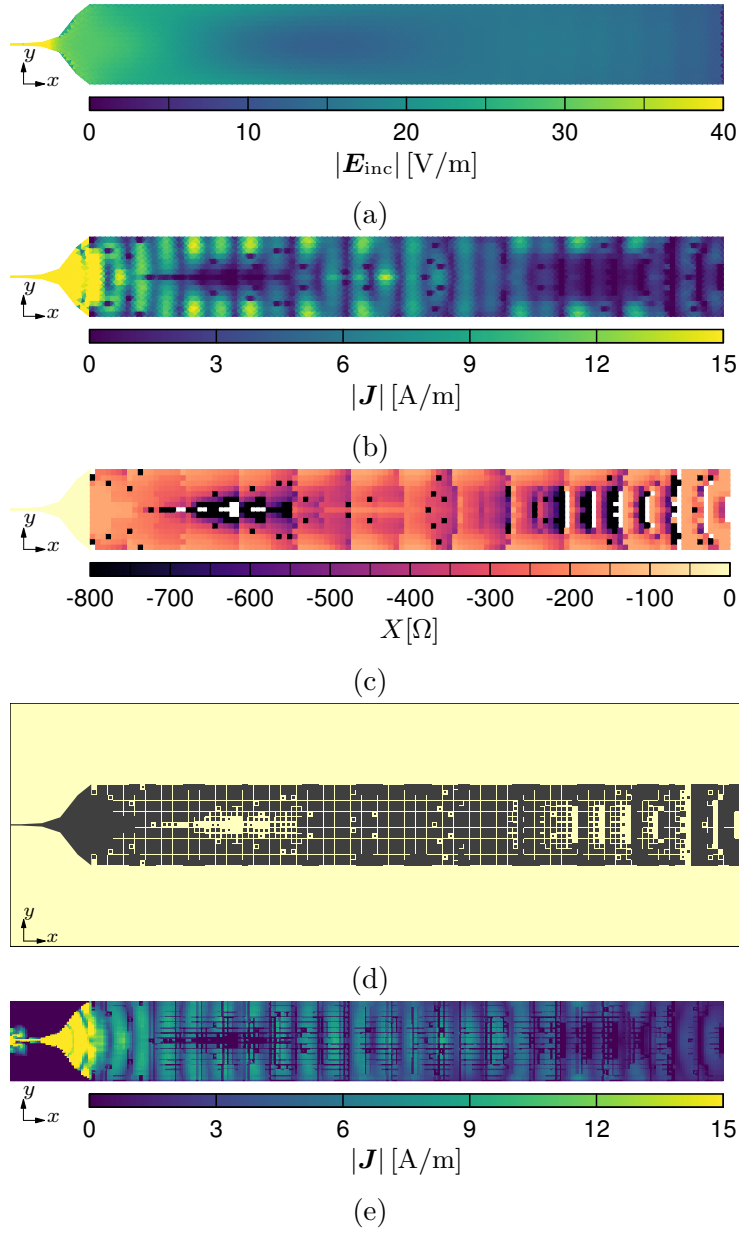 y
x
0 10 20 30 40
|E_inc| [V/m]
(a)
y
x
0 3 6 9 12 15
|J| [A/m]
(b)
y
x
-800 -700 -600 -500 -400 -300 -200 -100 0
X[Ω]
(c)
y
x
(d)
y
x
0 3 6 9 12 15
|J| [A/m]
(e)